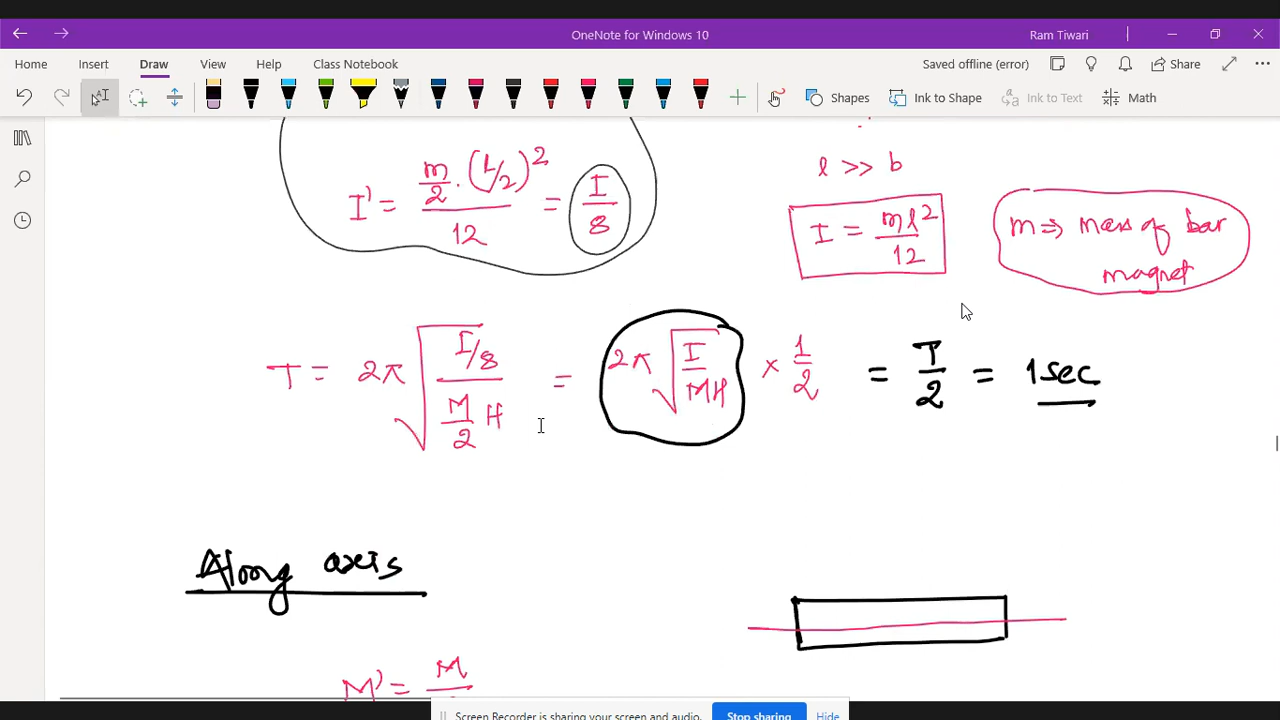 OneNote for Windows 10
Ram Tiwari
Home Insert Draw View Help Class Notebook
Saved offline (error)
Share
Shapes
Ink to Shape
Ink to Text
Math
I' = m/2 · (L/2)² / 12 = I/8
l >> b
I = ml²/12
m ⇒ mass of bar
magnet
T = 2π √((I/8)/(M/2 H)) = 2π √(I/MH) × 1/2 = T/2 = 1 sec
Along axis
M' = M
Screen Recorder is sharing your screen and audio.
Stop sharing
Hide